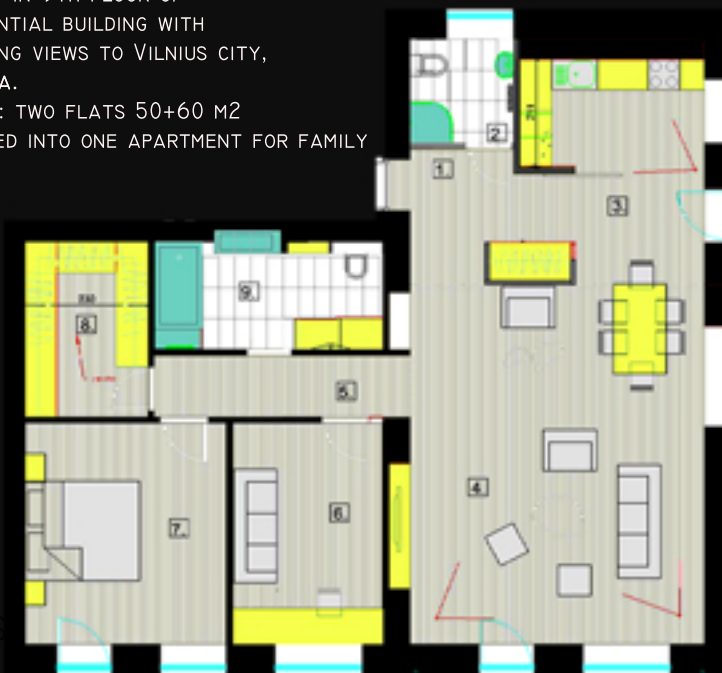 NTIAL BUILDING WITH
NG VIEWS TO VILNIUS CITY,
A.
: TWO FLATS 50+60 M2
ED INTO ONE APARTMENT FOR FAMILY
2.
1.
3.
9.
8.
5.
4.
6.
7.